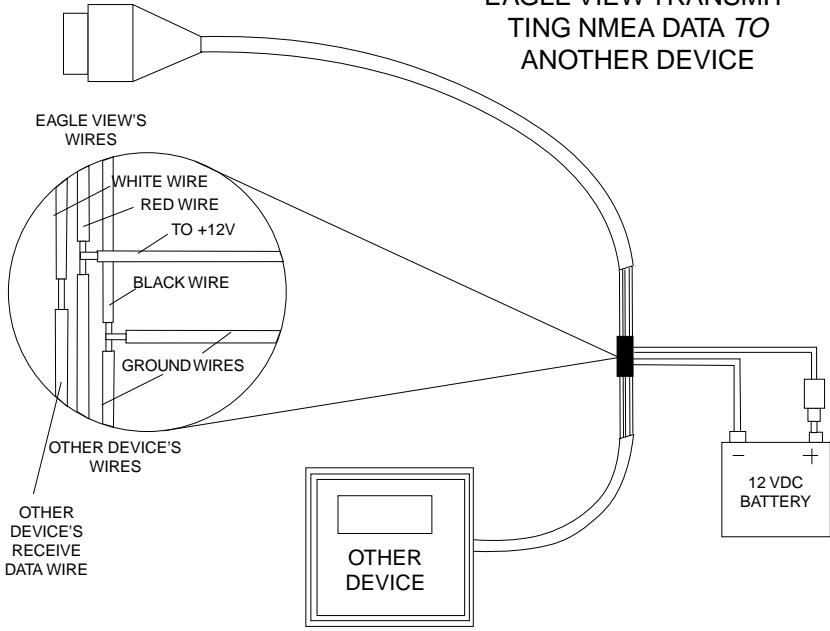 EAGLE VIEW TRANSMIT-
TING NMEA DATA TO
ANOTHER DEVICE
EAGLE VIEW'S
WIRES
WHITE WIRE
RED WIRE
TO +12V
BLACK WIRE
GROUND WIRES
OTHER DEVICE'S
WIRES
OTHER
DEVICE'S
RECEIVE
DATA WIRE
OTHER
DEVICE
− +
12 VDC
BATTERY